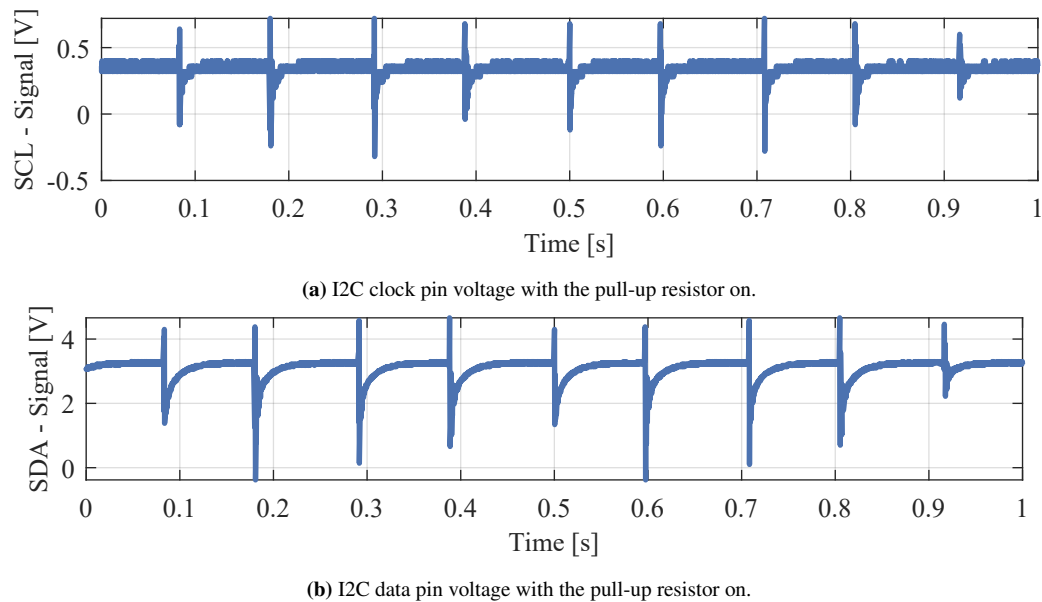 SCL - Signal [V]
0.5
0
-0.5
0 0.1 0.2 0.3 0.4 0.5 0.6 0.7 0.8 0.9 1
Time [s]
(a) I2C clock pin voltage with the pull-up resistor on.
SDA - Signal [V]
4
2
0
0 0.1 0.2 0.3 0.4 0.5 0.6 0.7 0.8 0.9 1
Time [s]
(b) I2C data pin voltage with the pull-up resistor on.